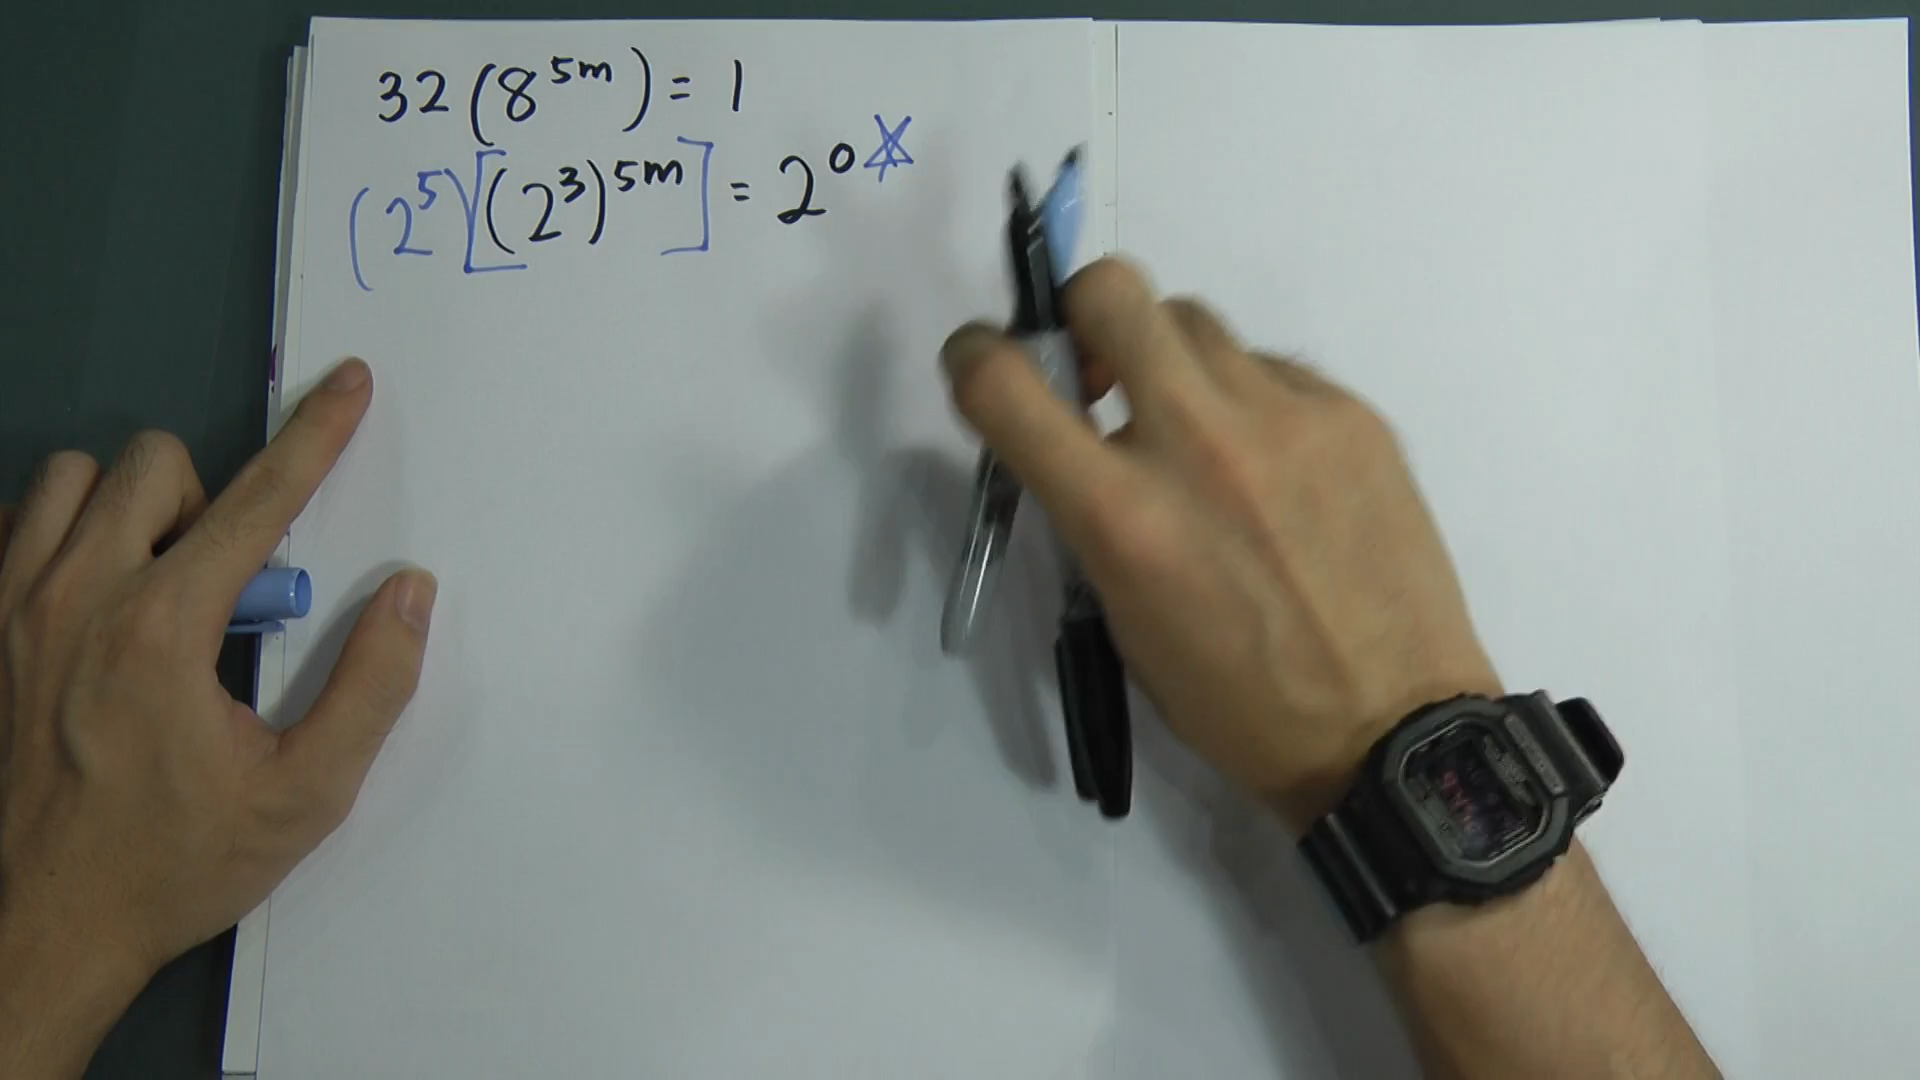 32(8^{5m}) = 1
(2^5)[(2^3)^{5m}] = 2^0 ☆